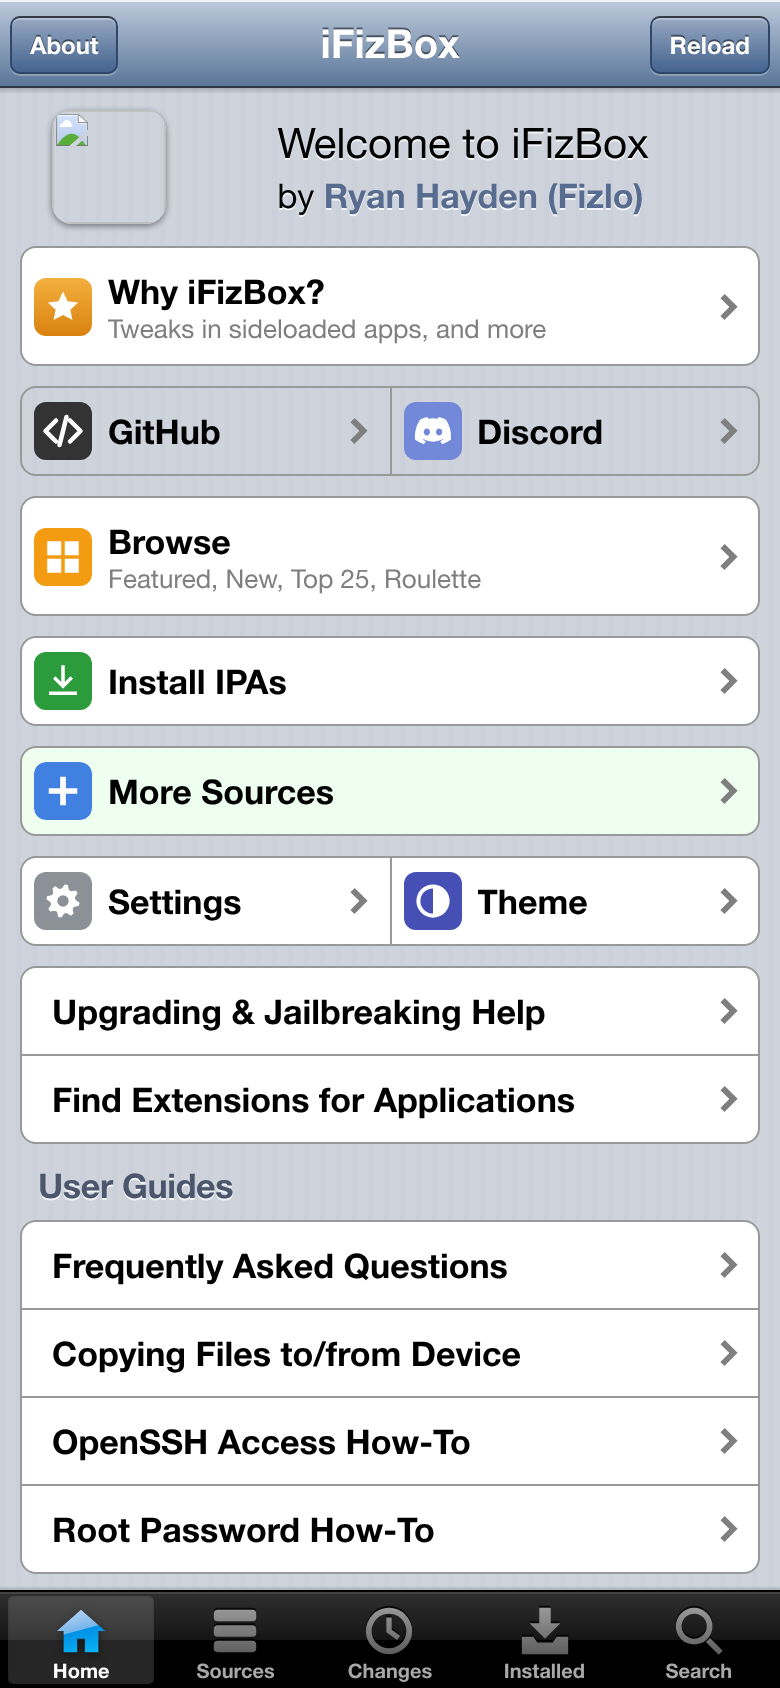 About
iFizBox
Reload
Welcome to iFizBox
by Ryan Hayden (Fizlo)
Why iFizBox?
Tweaks in sideloaded apps, and more
GitHub
Discord
Browse
Featured, New, Top 25, Roulette
Install IPAs
More Sources
Settings
Theme
Upgrading & Jailbreaking Help
Find Extensions for Applications
User Guides
Frequently Asked Questions
Copying Files to/from Device
OpenSSH Access How-To
Root Password How-To
Home
Sources
Changes
Installed
Search